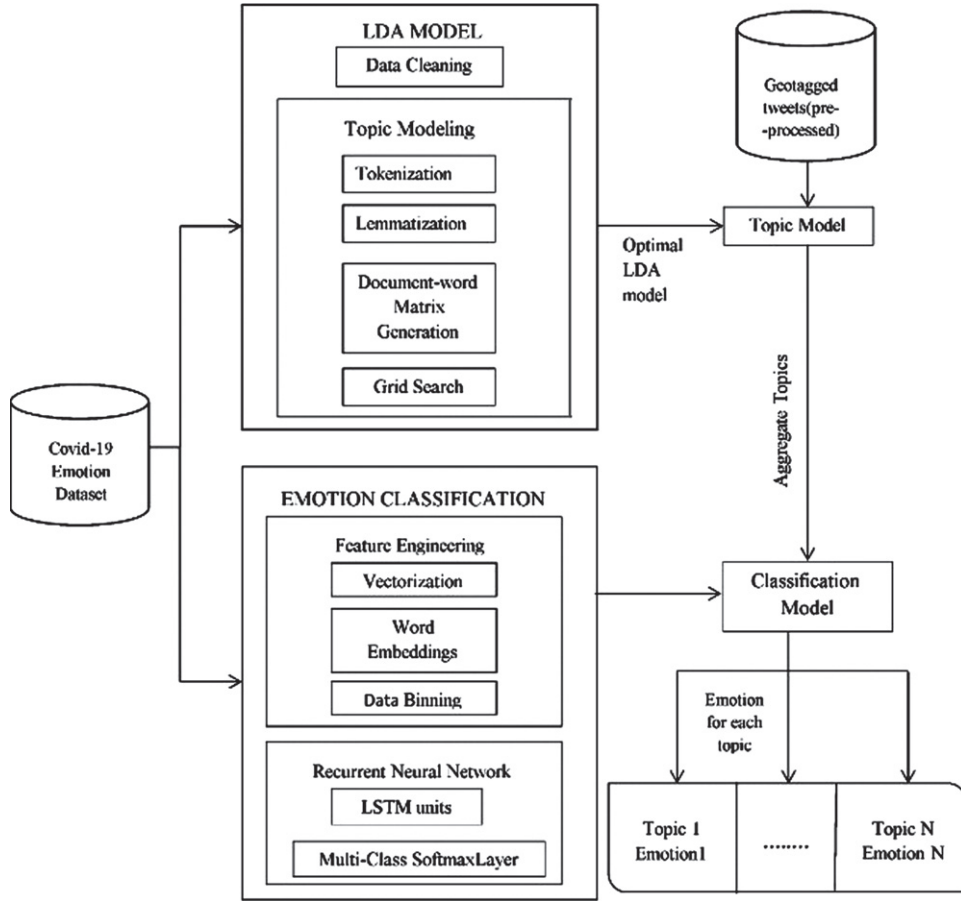 LDA MODEL
Data Cleaning
Topic Modeling
Tokenization
Lemmatization
Document-word
Matrix
Generation
Grid Search
Geotagged
tweets(pre-
-processed)
Topic Model
Optimal
LDA
model
Aggregate Topics
Covid-19
Emotion
Dataset
EMOTION CLASSIFICATION
Feature Engineering
Vectorization
Word
Embeddings
Data Binning
Recurrent Neural Network
LSTM units
Multi-Class SoftmaxLayer
Classification
Model
Emotion
for each
topic
Topic 1
Emotion1
........
Topic N
Emotion N